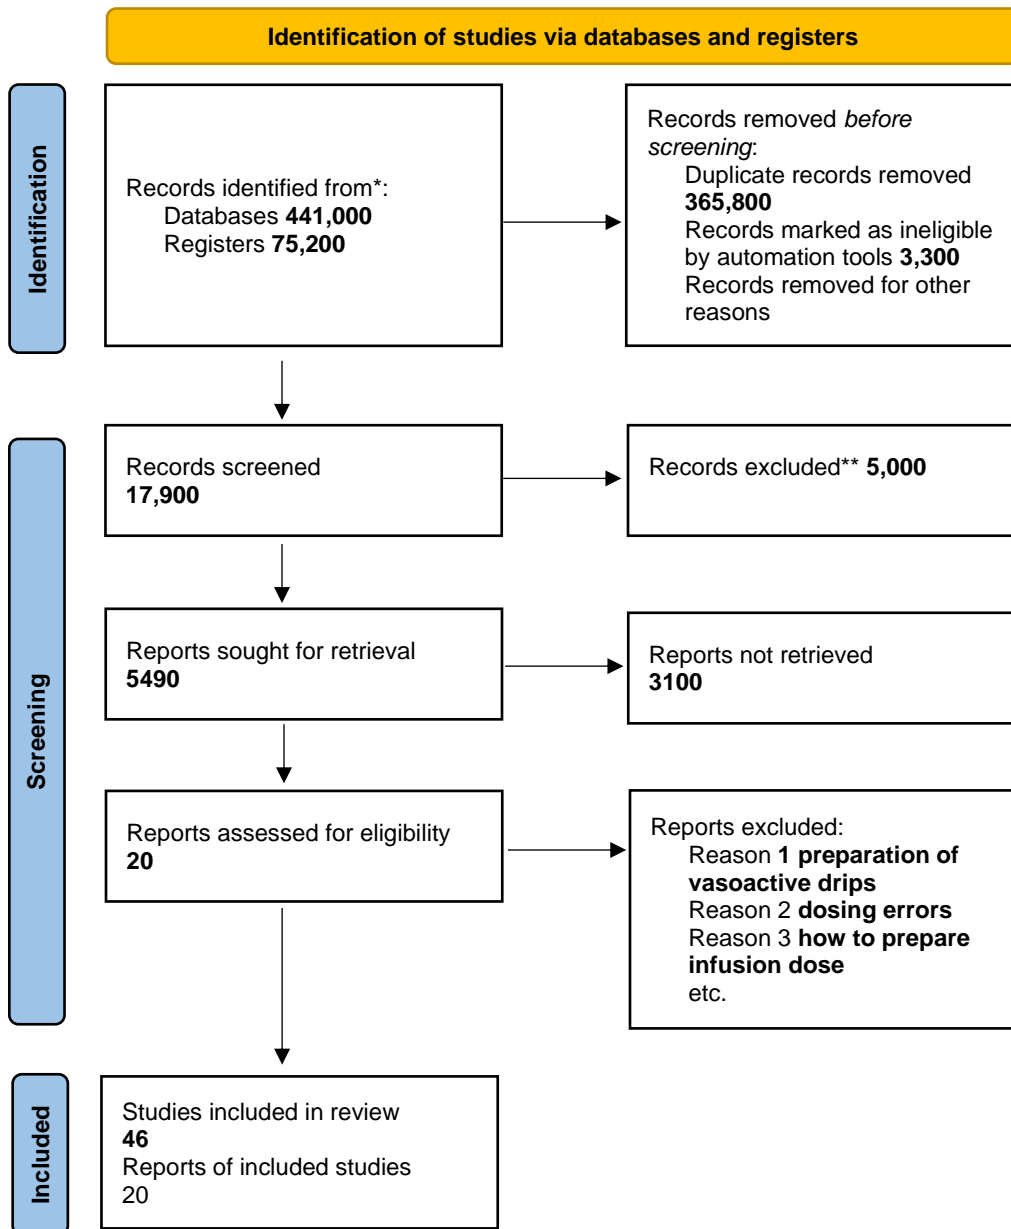 Identification of studies via databases and registers
Identification
Records identified from*:
Databases 441,000
Registers 75,200
Records removed before
screening:
Duplicate records removed
365,800
Records marked as ineligible
by automation tools 3,300
Records removed for other
reasons
Screening
Records screened
17,900
Records excluded** 5,000
Reports sought for retrieval
5490
Reports not retrieved
3100
Reports assessed for eligibility
20
Reports excluded:
Reason 1 preparation of
vasoactive drips
Reason 2 dosing errors
Reason 3 how to prepare
infusion dose
etc.
Included
Studies included in review
46
Reports of included studies
20